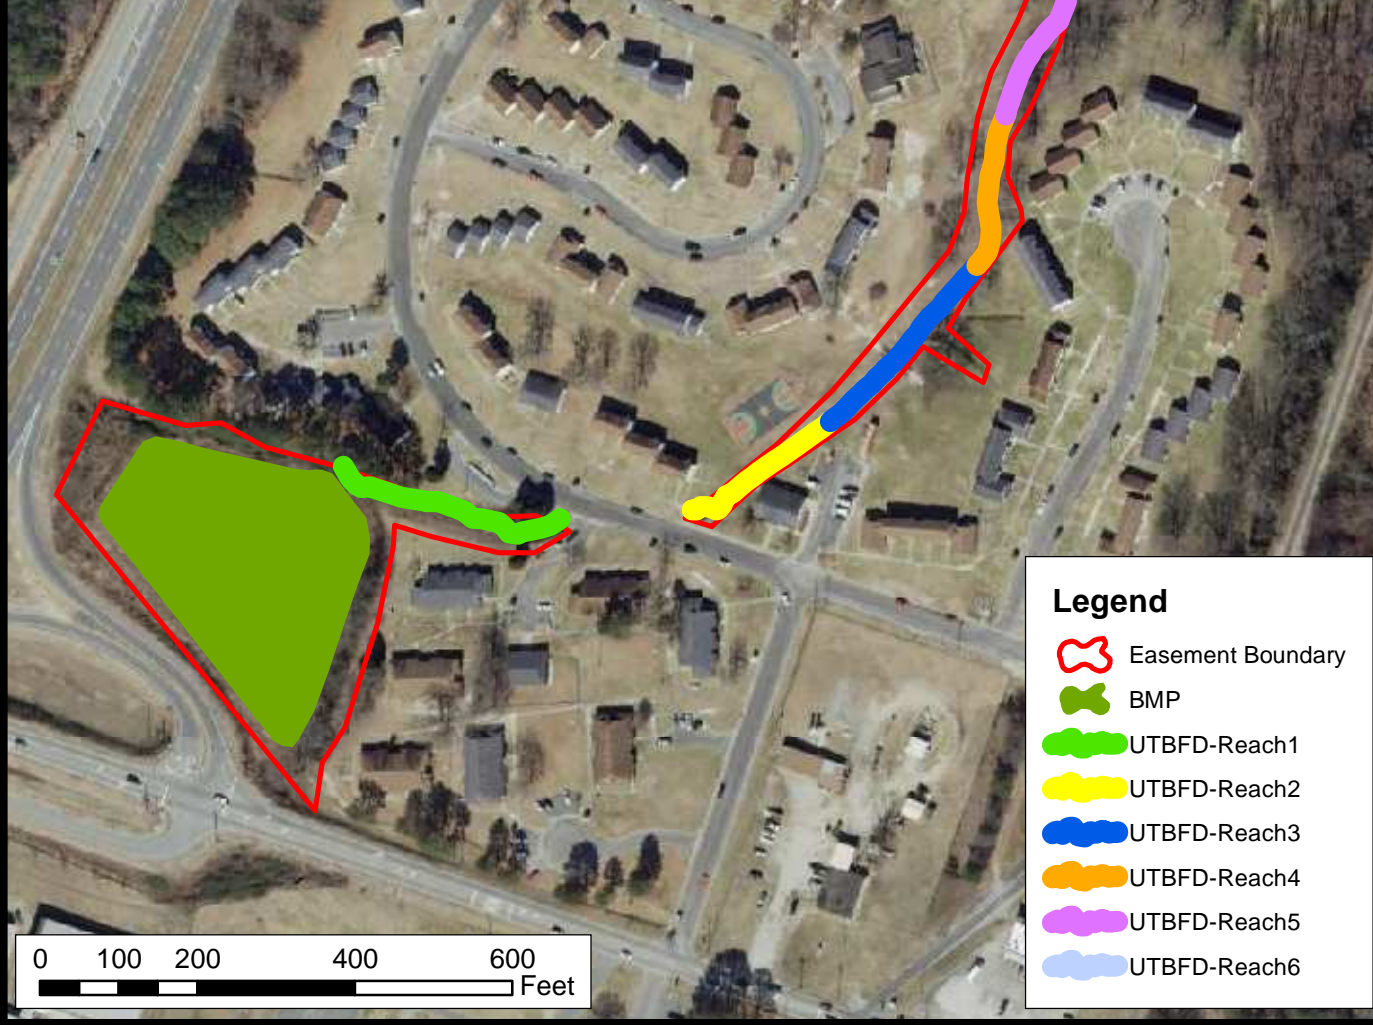 Legend
Easement Boundary
BMP
UTBFD-Reach1
UTBFD-Reach2
UTBFD-Reach3
UTBFD-Reach4
UTBFD-Reach5
UTBFD-Reach6
0 100 200 400 600
Feet